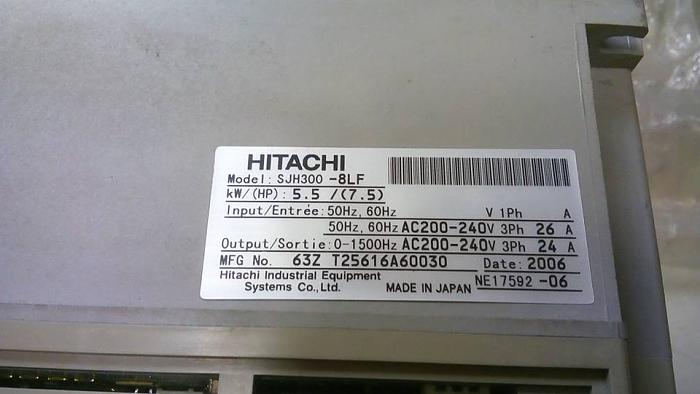 HITACHI
Model: SJH300 -8LF
kW/(HP): 5.5 /(7.5)
Input/Entrée: 50Hz, 60Hz V 1Ph A
50Hz, 60Hz AC200-240V 3Ph 26 A
Output/Sortie: 0-1500Hz AC200-240V 3Ph 24 A
MFG No. 63Z T25616A60030 Date: 2006
Hitachi Industrial Equipment
Systems Co., Ltd. MADE IN JAPAN NE17592 -06